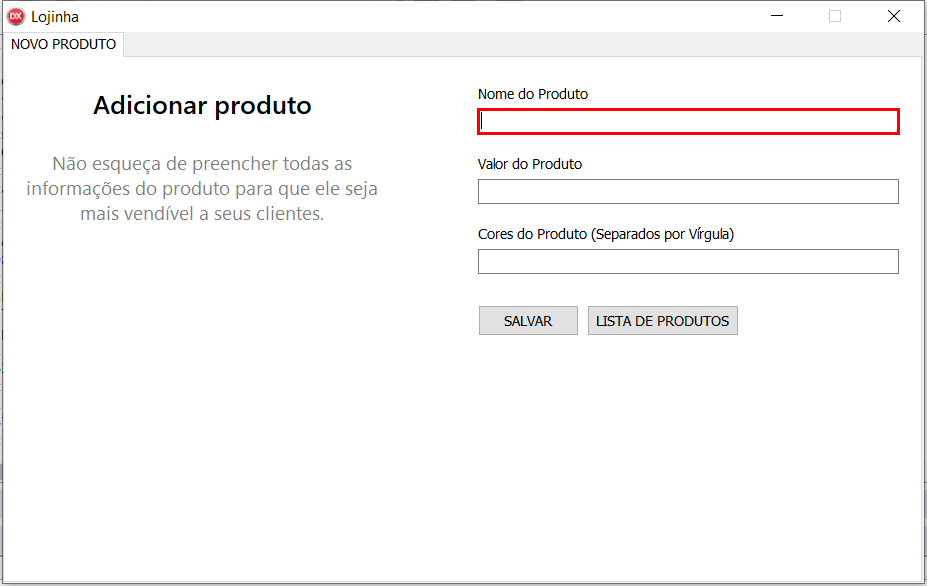 DX Lojinha
NOVO PRODUTO
Adicionar produto
Não esqueça de preencher todas as
informações do produto para que ele seja
mais vendível a seus clientes.
Nome do Produto
Valor do Produto
Cores do Produto (Separados por Vírgula)
SALVAR LISTA DE PRODUTOS